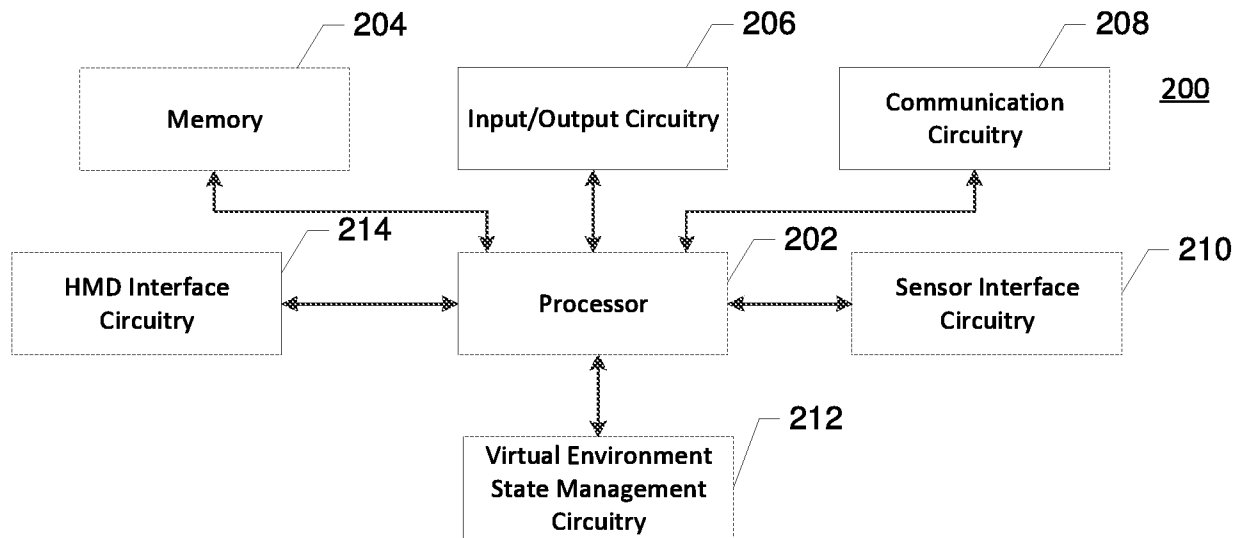 204
206
208
200
Memory
Input/Output Circuitry
Communication
Circuitry
214
202
210
HMD Interface
Circuitry
Processor
Sensor Interface
Circuitry
212
Virtual Environment
State Management
Circuitry